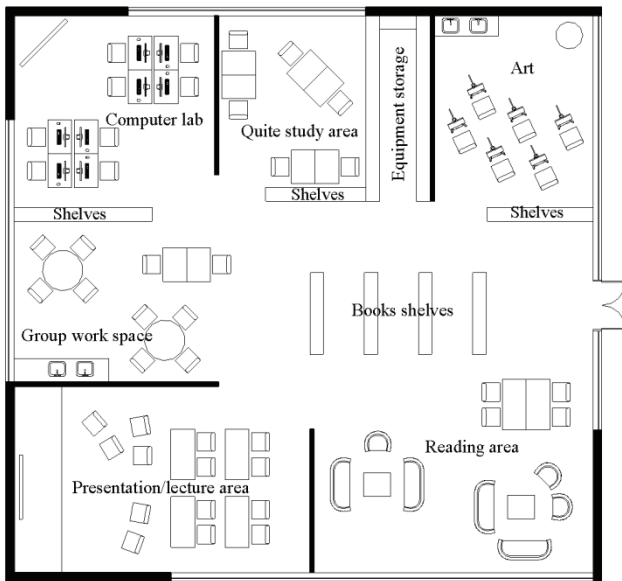 Computer lab
Quite study area
Equipment storage
Art
Shelves
Shelves
Shelves
Books shelves
Group work space
Reading area
Presentation/lecture area